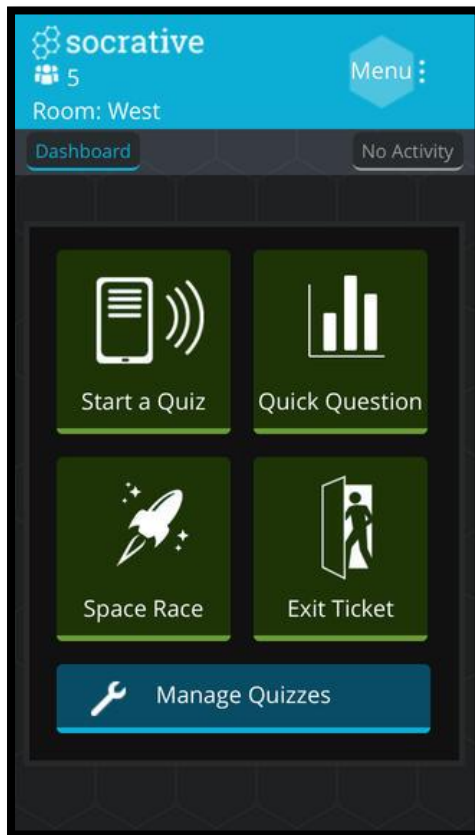 socrative
5
Menu
Room: West
Dashboard
No Activity
Start a Quiz
Quick Question
Space Race
Exit Ticket
Manage Quizzes